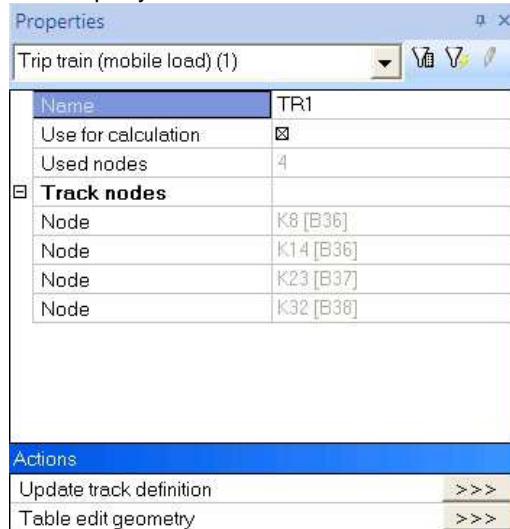 Properties
Trip train (mobile load) (1)
Name TR1
Use for calculation
Used nodes 4
Track nodes
Node K8 [B36]
Node K14 [B36]
Node K23 [B37]
Node K32 [B38]
Actions
Update track definition >>>
Table edit geometry >>>